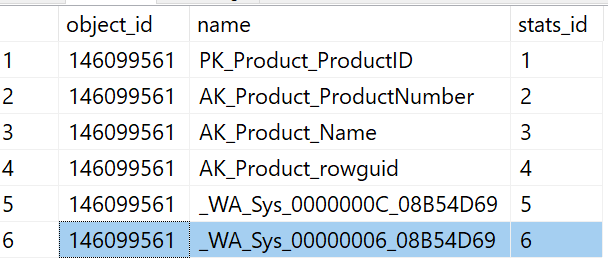 object_id name stats_id
1 146099561 PK_Product_ProductID 1
2 146099561 AK_Product_ProductNumber 2
3 146099561 AK_Product_Name 3
4 146099561 AK_Product_rowguid 4
5 146099561 _WA_Sys_0000000C_08B54D69 5
6 146099561 _WA_Sys_00000006_08B54D69 6